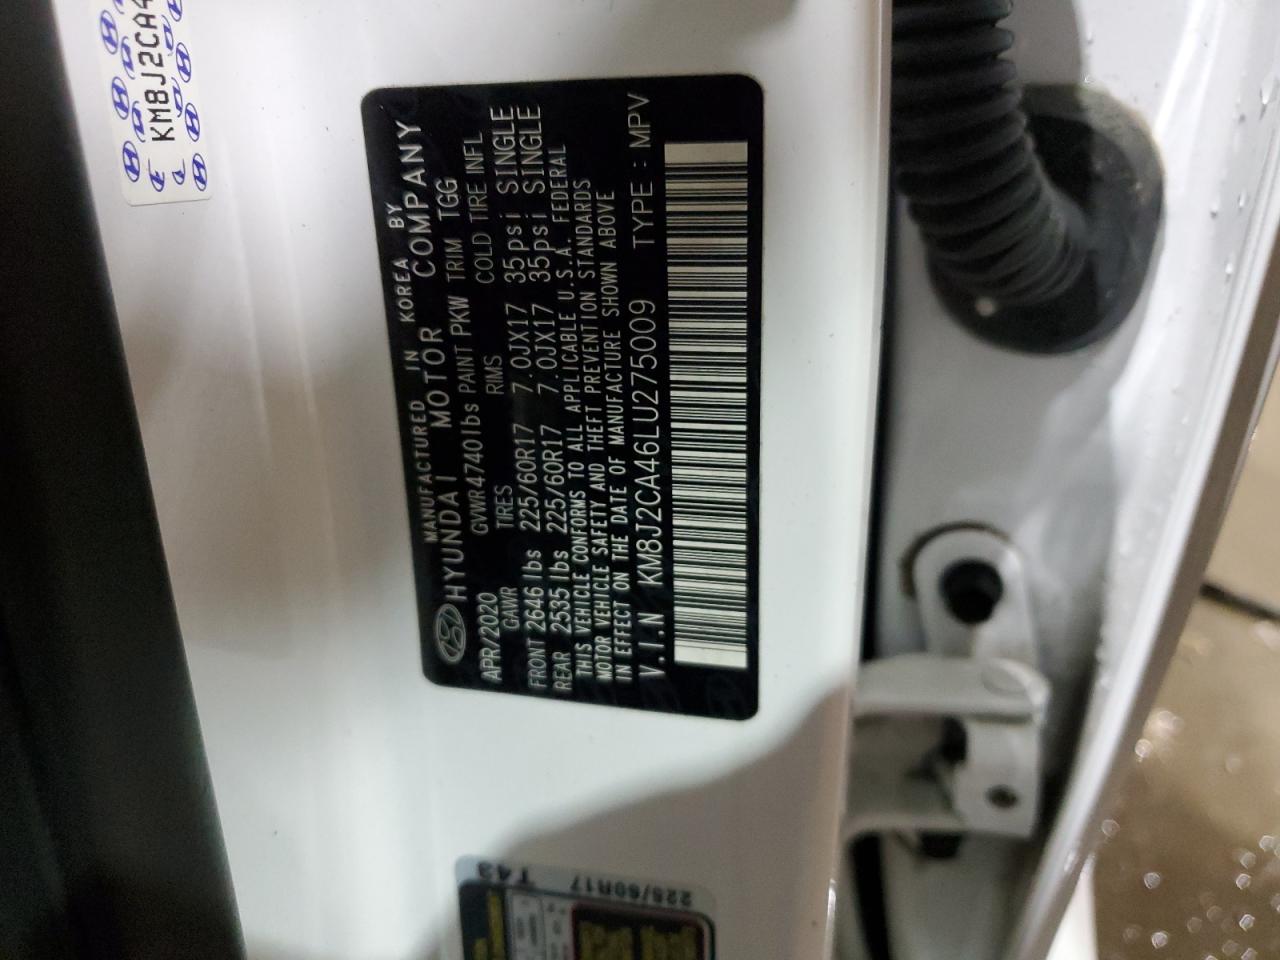 KM8J2CA4
MANUFACTURED IN KOREA BY
HYUNDAI MOTOR COMPANY
APR/2020 GVWR4740lbs PAINT PKW TRIM TGG
GAWR TIRES RIMS COLD TIRE INFL
FRONT 2646lbs 225/60R17 7.0JX17 35psi SINGLE
REAR 2535lbs 225/60R17 7.0JX17 35psi SINGLE
THIS VEHICLE CONFORMS TO ALL APPLICABLE U.S.A. FEDERAL
MOTOR VEHICLE SAFETY AND THEFT PREVENTION STANDARDS
IN EFFECT ON THE DATE OF MANUFACTURE SHOWN ABOVE
V.I.N KM8J2CA46LU275009 TYPE : MPV
T43
225/60R17